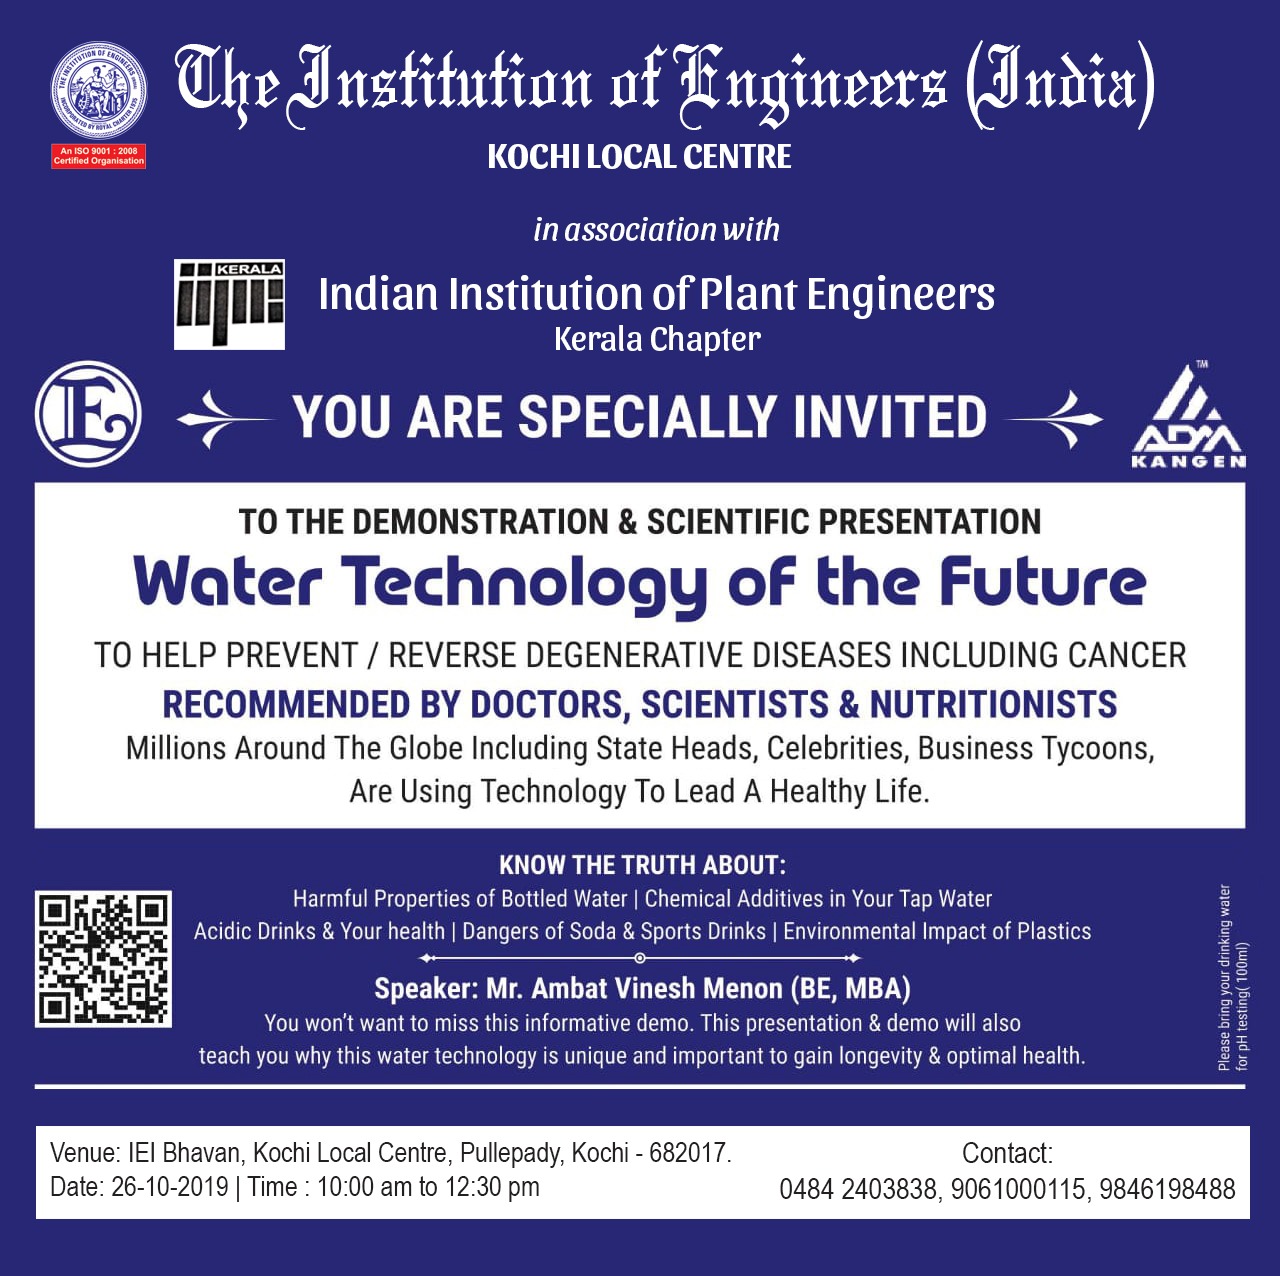 THE INSTITUTION OF ENGINEERS (INDIA)
INCORPORATED BY ROYAL CHARTER 1935
An ISO 9001 : 2008
Certified Organisation
The Institution of Engineers (India)
KOCHI LOCAL CENTRE
in association with
KERALA
iipe
Indian Institution of Plant Engineers
Kerala Chapter
E
YOU ARE SPECIALLY INVITED
TM
ADM
KANGEN
TO THE DEMONSTRATION & SCIENTIFIC PRESENTATION
Water Technology of the Future
TO HELP PREVENT / REVERSE DEGENERATIVE DISEASES INCLUDING CANCER
RECOMMENDED BY DOCTORS, SCIENTISTS & NUTRITIONISTS
Millions Around The Globe Including State Heads, Celebrities, Business Tycoons,
Are Using Technology To Lead A Healthy Life.
KNOW THE TRUTH ABOUT:
Harmful Properties of Bottled Water | Chemical Additives in Your Tap Water
Acidic Drinks & Your health | Dangers of Soda & Sports Drinks | Environmental Impact of Plastics
Speaker: Mr. Ambat Vinesh Menon (BE, MBA)
You won't want to miss this informative demo. This presentation & demo will also
teach you why this water technology is unique and important to gain longevity & optimal health.
Please bring your drinking water
for pH testing( 100ml)
Venue: IEI Bhavan, Kochi Local Centre, Pullepady, Kochi - 682017.
Date: 26-10-2019 | Time : 10:00 am to 12:30 pm
Contact:
0484 2403838, 9061000115, 9846198488